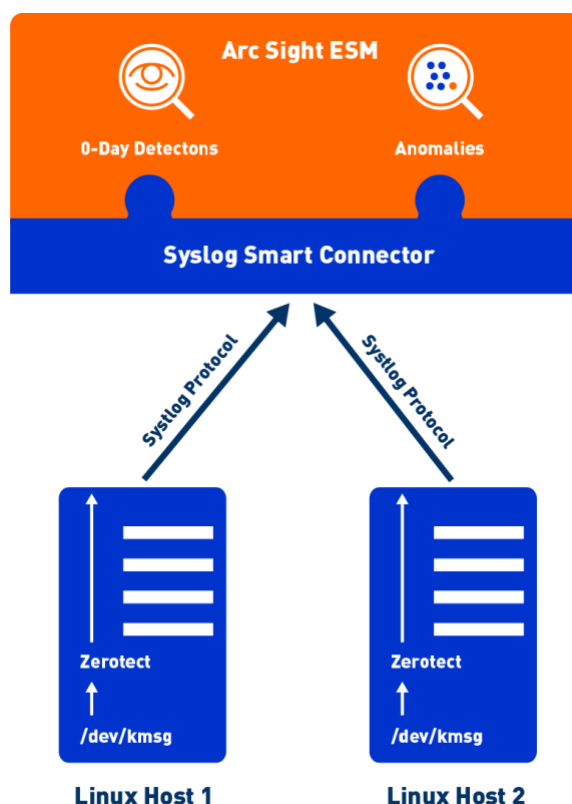 Arc Sight ESM
0-Day Detectons
Anomalies
Syslog Smart Connector
Systlog Protocol
Systlog Protocol
Zerotect
/dev/kmsg
Linux Host 1
Zerotect
/dev/kmsg
Linux Host 2